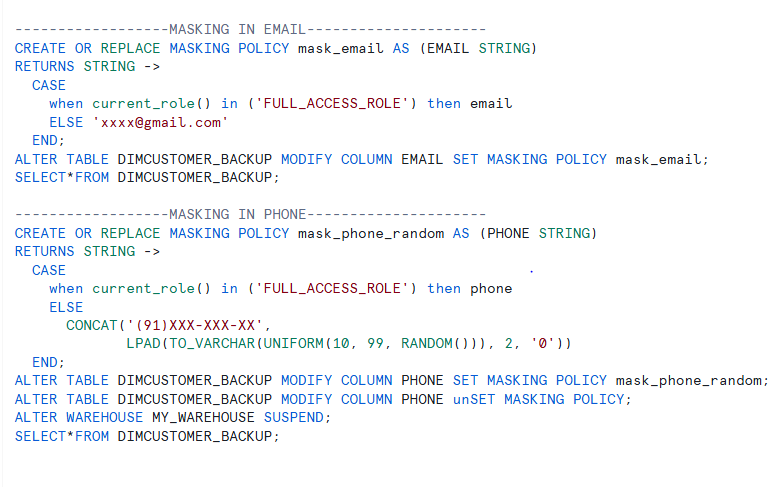 ------------------MASKING IN EMAIL---------------------
CREATE OR REPLACE MASKING POLICY mask_email AS (EMAIL STRING)
RETURNS STRING ->
  CASE
    when current_role() in ('FULL_ACCESS_ROLE') then email
    ELSE 'xxxx@gmail.com'
  END;
ALTER TABLE DIMCUSTOMER_BACKUP MODIFY COLUMN EMAIL SET MASKING POLICY mask_email;
SELECT*FROM DIMCUSTOMER_BACKUP;
------------------MASKING IN PHONE---------------------
CREATE OR REPLACE MASKING POLICY mask_phone_random AS (PHONE STRING)
RETURNS STRING ->
  CASE
    when current_role() in ('FULL_ACCESS_ROLE') then phone
    ELSE
      CONCAT('(91)XXX-XXX-XX',
             LPAD(TO_VARCHAR(UNIFORM(10, 99, RANDOM())), 2, '0'))
  END;
ALTER TABLE DIMCUSTOMER_BACKUP MODIFY COLUMN PHONE SET MASKING POLICY mask_phone_random;
ALTER TABLE DIMCUSTOMER_BACKUP MODIFY COLUMN PHONE unSET MASKING POLICY;
ALTER WAREHOUSE MY_WAREHOUSE SUSPEND;
SELECT*FROM DIMCUSTOMER_BACKUP;